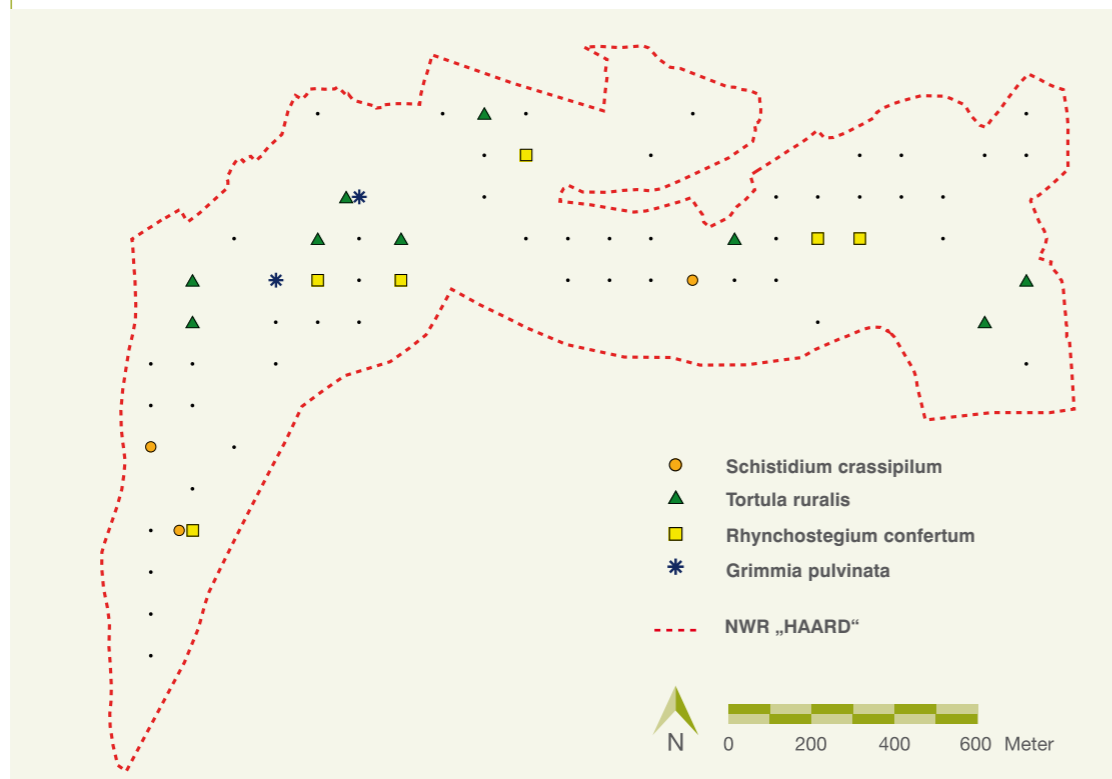 Schistidium crassipilum
Tortula ruralis
Rhynchostegium confertum
Grimmia pulvinata
NWR „HAARD“
N
0 200 400 600 Meter